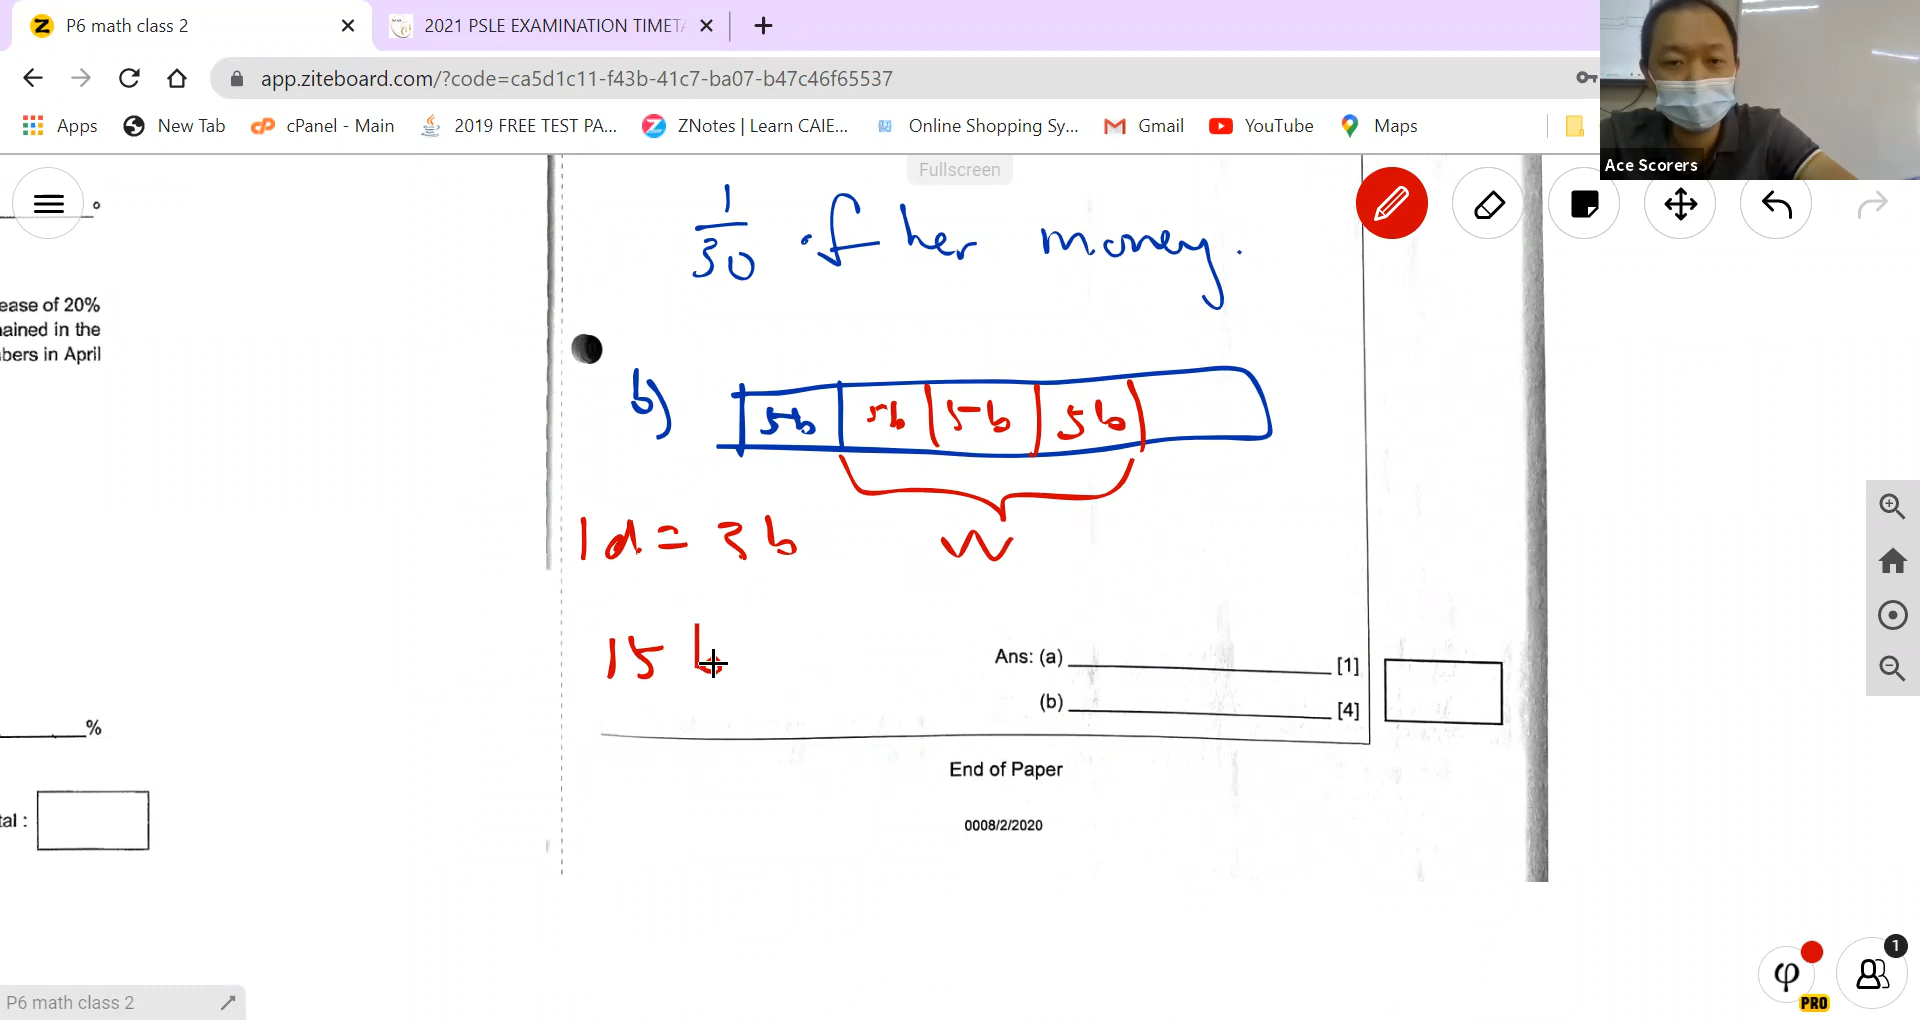 P6 math class 2
2021 PSLE EXAMINATION TIMETA
app.ziteboard.com/?code=ca5d1c11-f43b-41c7-ba07-b47c46f65537
Apps
New Tab
cPanel - Main
2019 FREE TEST PA...
ZNotes | Learn CAIE...
Online Shopping Sy...
Gmail
YouTube
Maps
Ace Scorers
Fullscreen
1/30 of her money.
ease of 20%
ained in the
bers in April
b)
5b 5b 5b 5b
1d = 3b
W
15 b
Ans: (a) [1]
(b) [4]
%
tal :
End of Paper
0008/2/2020
1
φ
PRO
P6 math class 2